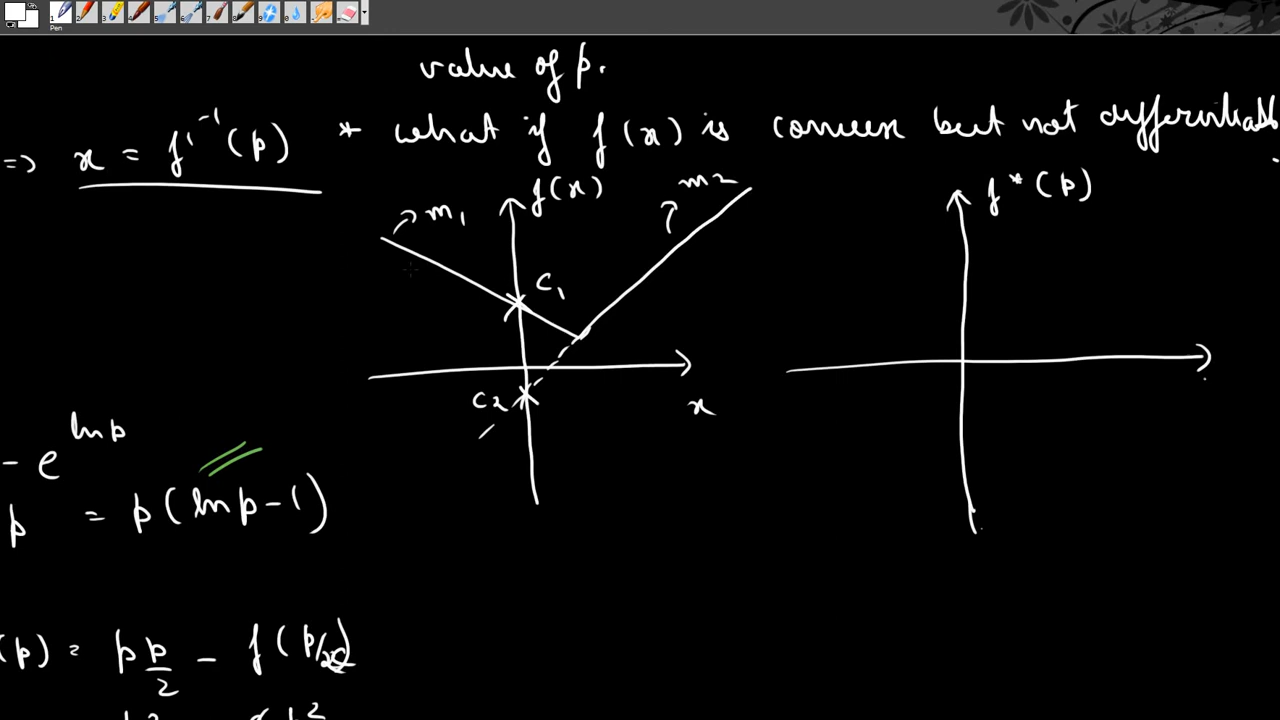 value of p.
⇒ x = f'⁻¹(p) * what if f(x) is convex but not differentiable
f(x)
m₁
m₂
f*(p)
c₁
c₂
x
- e^{ln p}
p = p(ln p - 1)
(p) = p p/2 - f(p/2)